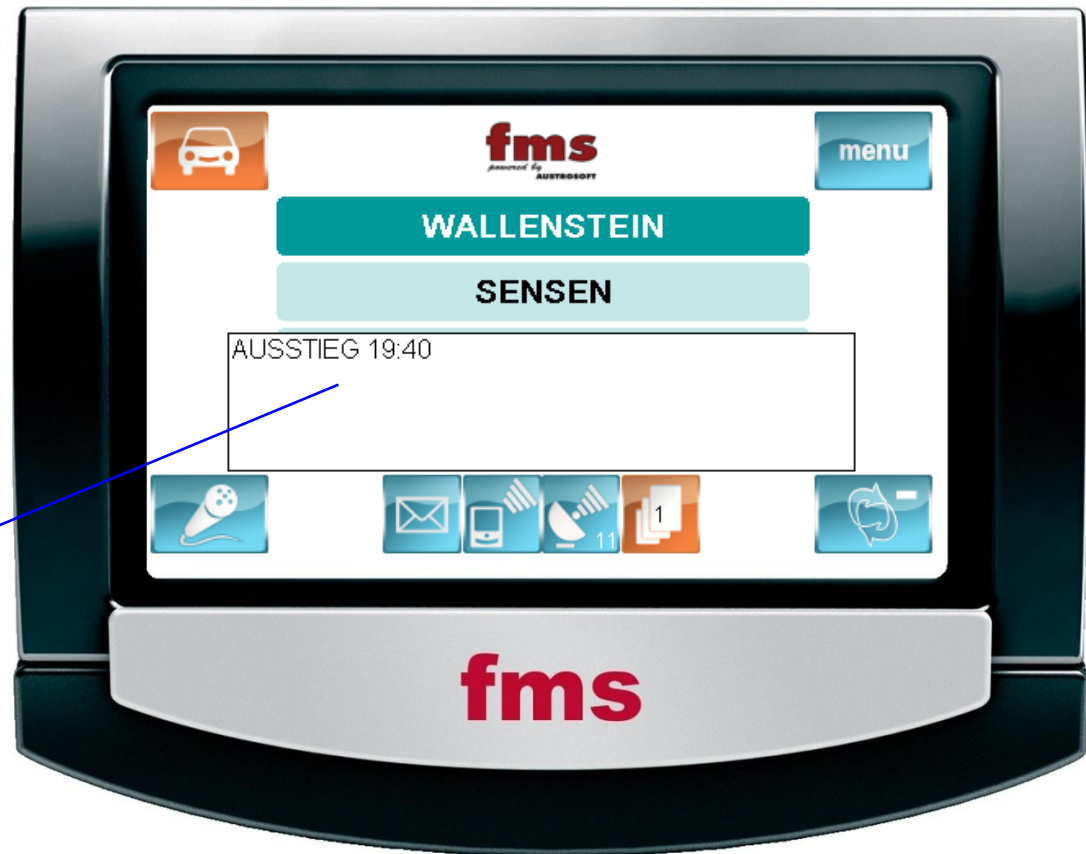 fms
powered by
AUSTROSOFT
menu
WALLENSTEIN
SENSEN
AUSSTIEG 19:40
11
1
fms